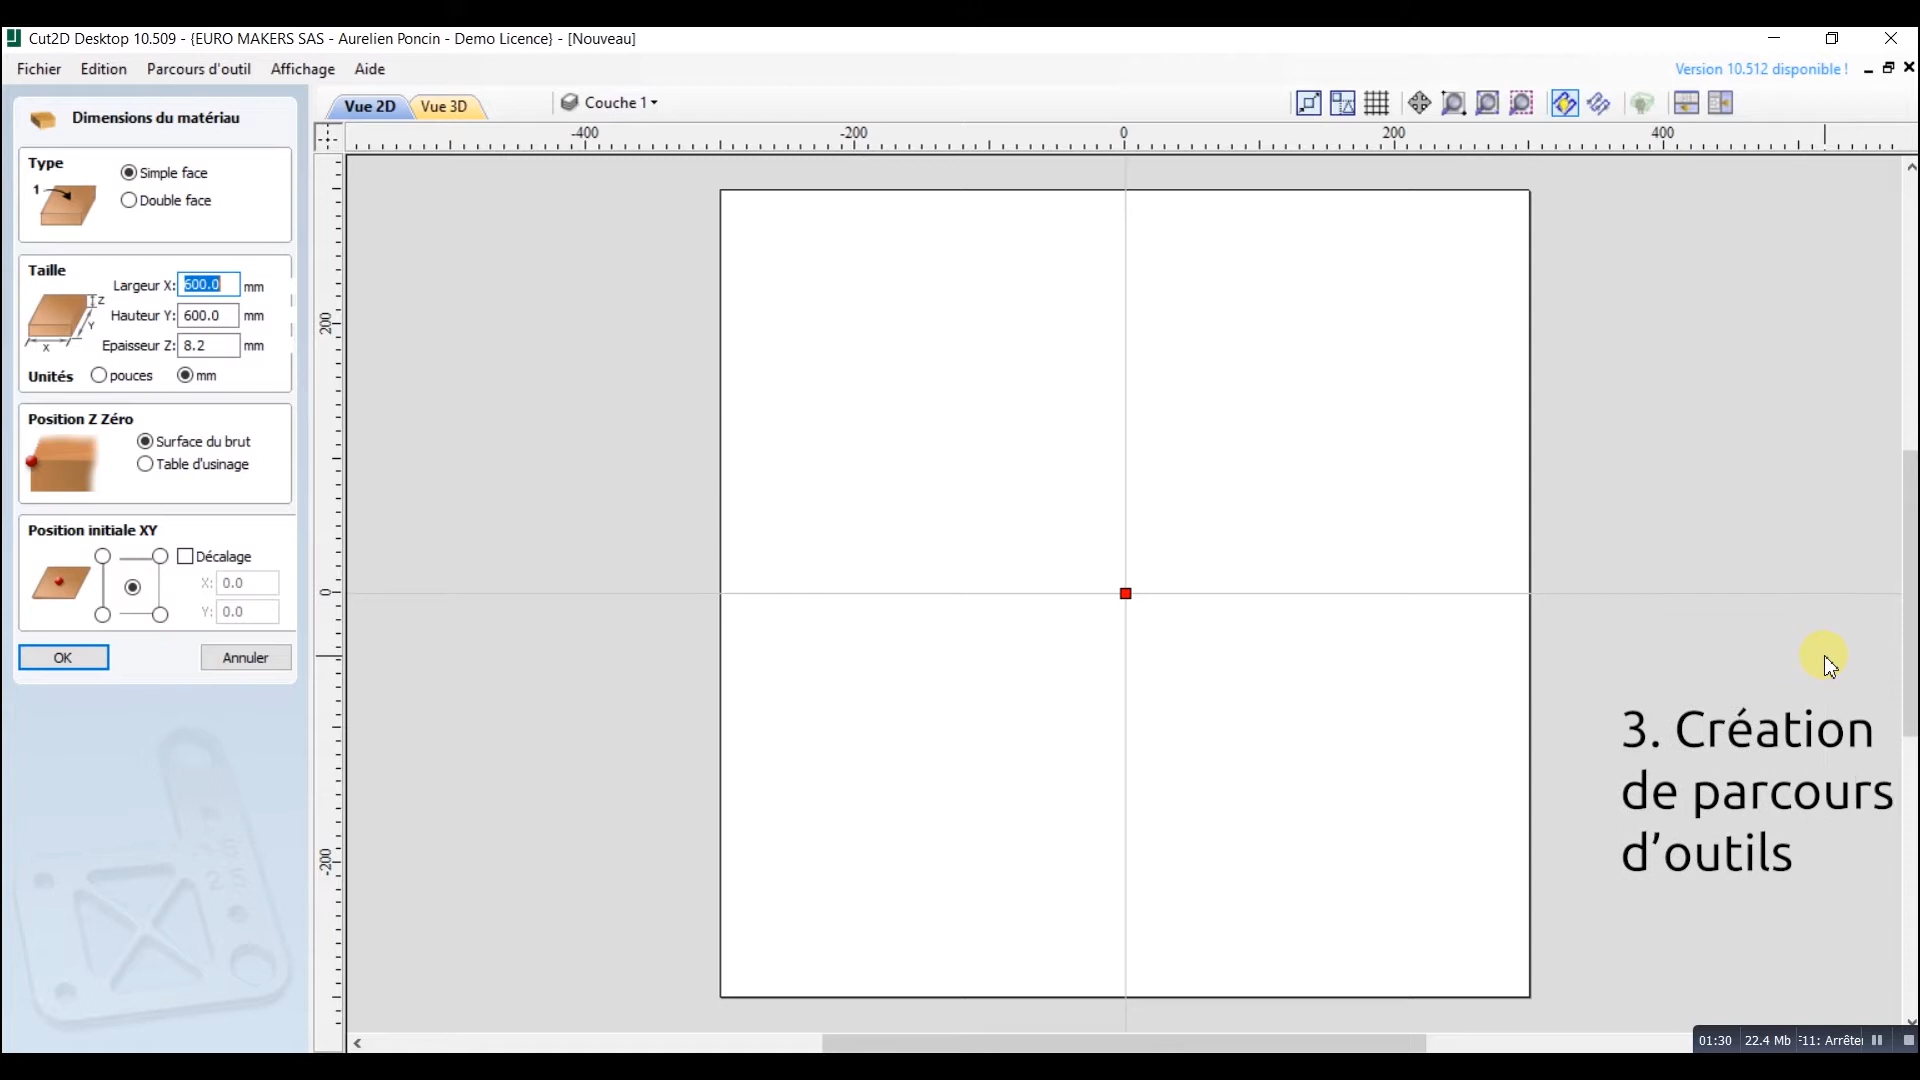 Cut2D Desktop 10.509 - {EURO MAKERS SAS - Aurelien Poncin - Demo Licence} - [Nouveau]
Fichier Edition Parcours d'outil Affichage Aide
Version 10.512 disponible !
Dimensions du matériau
Vue 2D Vue 3D Couche 1
-400 -200 0 200 400
Type
1
Simple face
Double face
Taille
Largeur X: 600.0 mm
Z
Hauteur Y: 600.0 mm
Y
X
Epaisseur Z: 8.2 mm
Unités pouces mm
Position Z Zéro
Surface du brut
Table d'usinage
Position initiale XY
Décalage
X: 0.0
Y: 0.0
OK Annuler
200
0
-200
3. Création
de parcours
d'outils
01:30 22.4 Mb F11: Arrêter